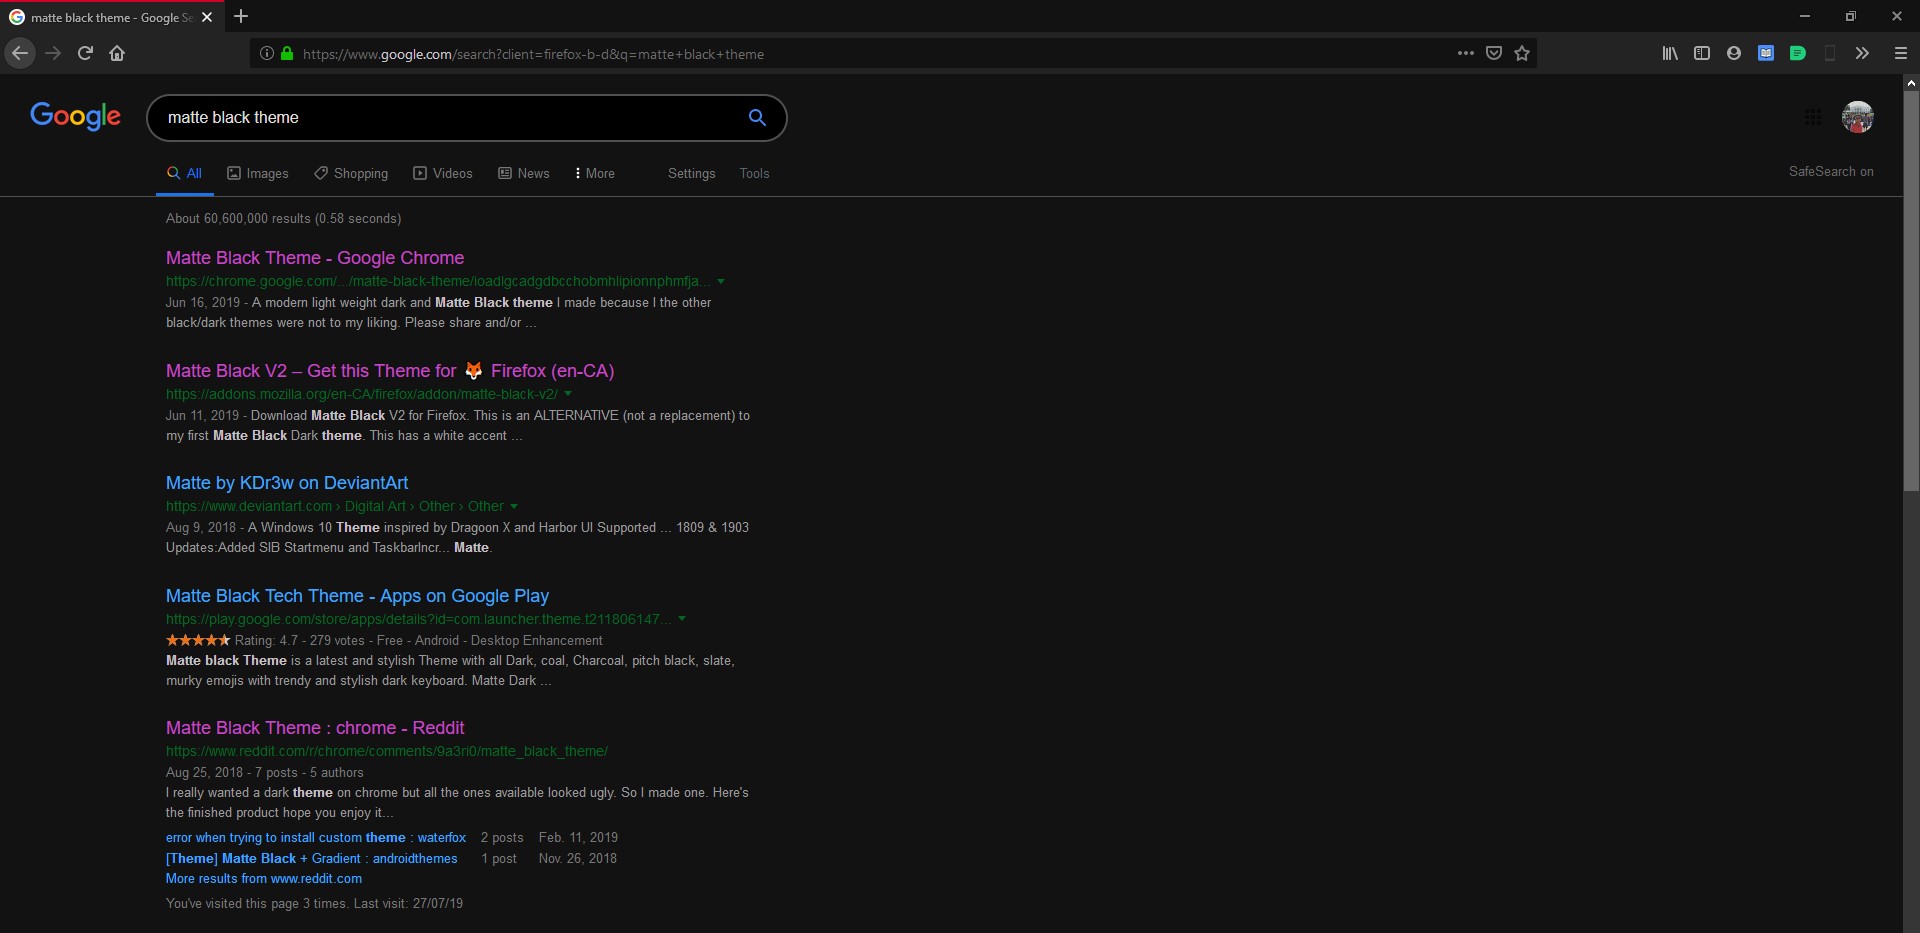 matte black theme - Google Se
https://www.google.com/search?client=firefox-b-d&q=matte+black+theme
Google
matte black theme
All Images Shopping Videos News More Settings Tools
SafeSearch on
About 60,600,000 results (0.58 seconds)
Matte Black Theme - Google Chrome
https://chrome.google.com/.../matte-black-theme/ioadlgcadgdbcchobmhlipionnphmfja...
Jun 16, 2019 - A modern light weight dark and Matte Black theme I made because I the other
black/dark themes were not to my liking. Please share and/or ...
Matte Black V2 – Get this Theme for 🦊 Firefox (en-CA)
https://addons.mozilla.org/en-CA/firefox/addon/matte-black-v2/
Jun 11, 2019 - Download Matte Black V2 for Firefox. This is an ALTERNATIVE (not a replacement) to
my first Matte Black Dark theme. This has a white accent ...
Matte by KDr3w on DeviantArt
https://www.deviantart.com › Digital Art › Other › Other
Aug 9, 2018 - A Windows 10 Theme inspired by Dragoon X and Harbor UI Supported ... 1809 & 1903
Updates:Added SIB Startmenu and TaskbarIncr... Matte.
Matte Black Tech Theme - Apps on Google Play
https://play.google.com/store/apps/details?id=com.launcher.theme.t211806147...
Rating: 4.7 - 279 votes - Free - Android - Desktop Enhancement
Matte black Theme is a latest and stylish Theme with all Dark, coal, Charcoal, pitch black, slate,
murky emojis with trendy and stylish dark keyboard. Matte Dark ...
Matte Black Theme : chrome - Reddit
https://www.reddit.com/r/chrome/comments/9a3ri0/matte_black_theme/
Aug 25, 2018 - 7 posts - 5 authors
I really wanted a dark theme on chrome but all the ones available looked ugly. So I made one. Here's
the finished product hope you enjoy it...
error when trying to install custom theme : waterfox 2 posts Feb. 11, 2019
[Theme] Matte Black + Gradient : androidthemes 1 post Nov. 26, 2018
More results from www.reddit.com
You've visited this page 3 times. Last visit: 27/07/19